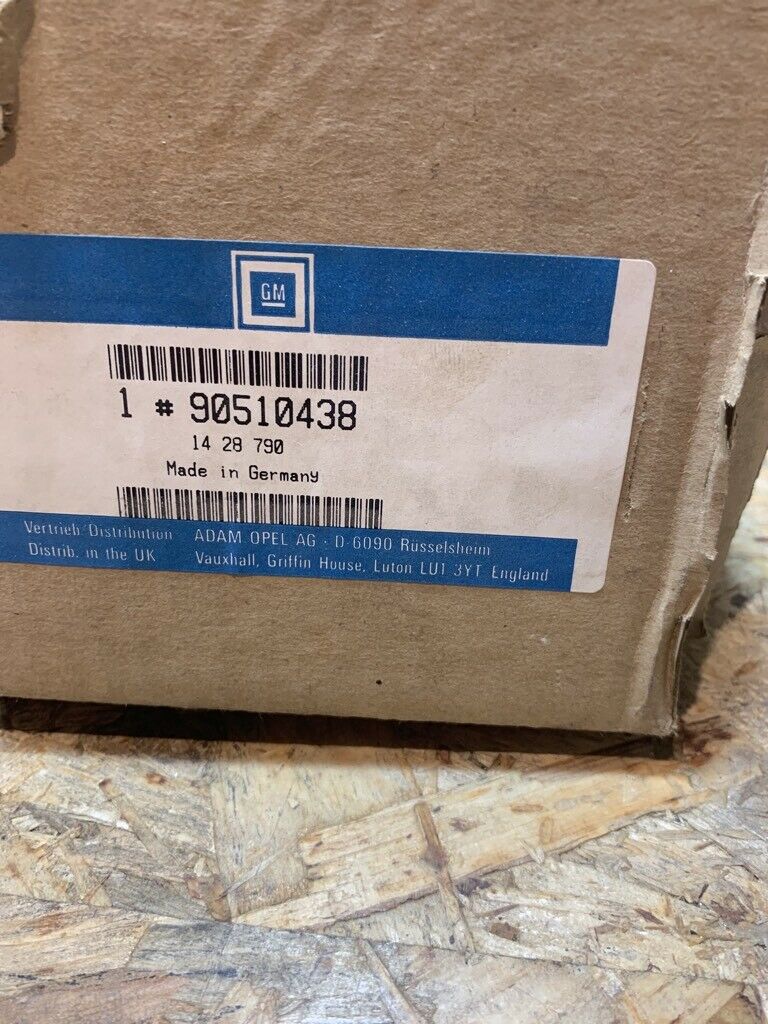 GM
1 # 90510438
14 28 790
Made in Germany
Vertrieb/Distribution ADAM OPEL AG · D-6090 Rüsselsheim
Distrib. in the UK Vauxhall, Griffin House, Luton LU1 3YT England